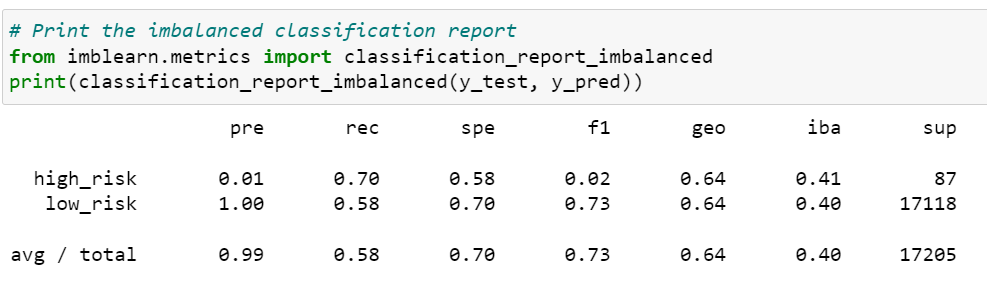 # Print the imbalanced classification report
from imblearn.metrics import classification_report_imbalanced
print(classification_report_imbalanced(y_test, y_pred))
pre rec spe f1 geo iba sup
high_risk 0.01 0.70 0.58 0.02 0.64 0.41 87
low_risk 1.00 0.58 0.70 0.73 0.64 0.40 17118
avg / total 0.99 0.58 0.70 0.73 0.64 0.40 17205